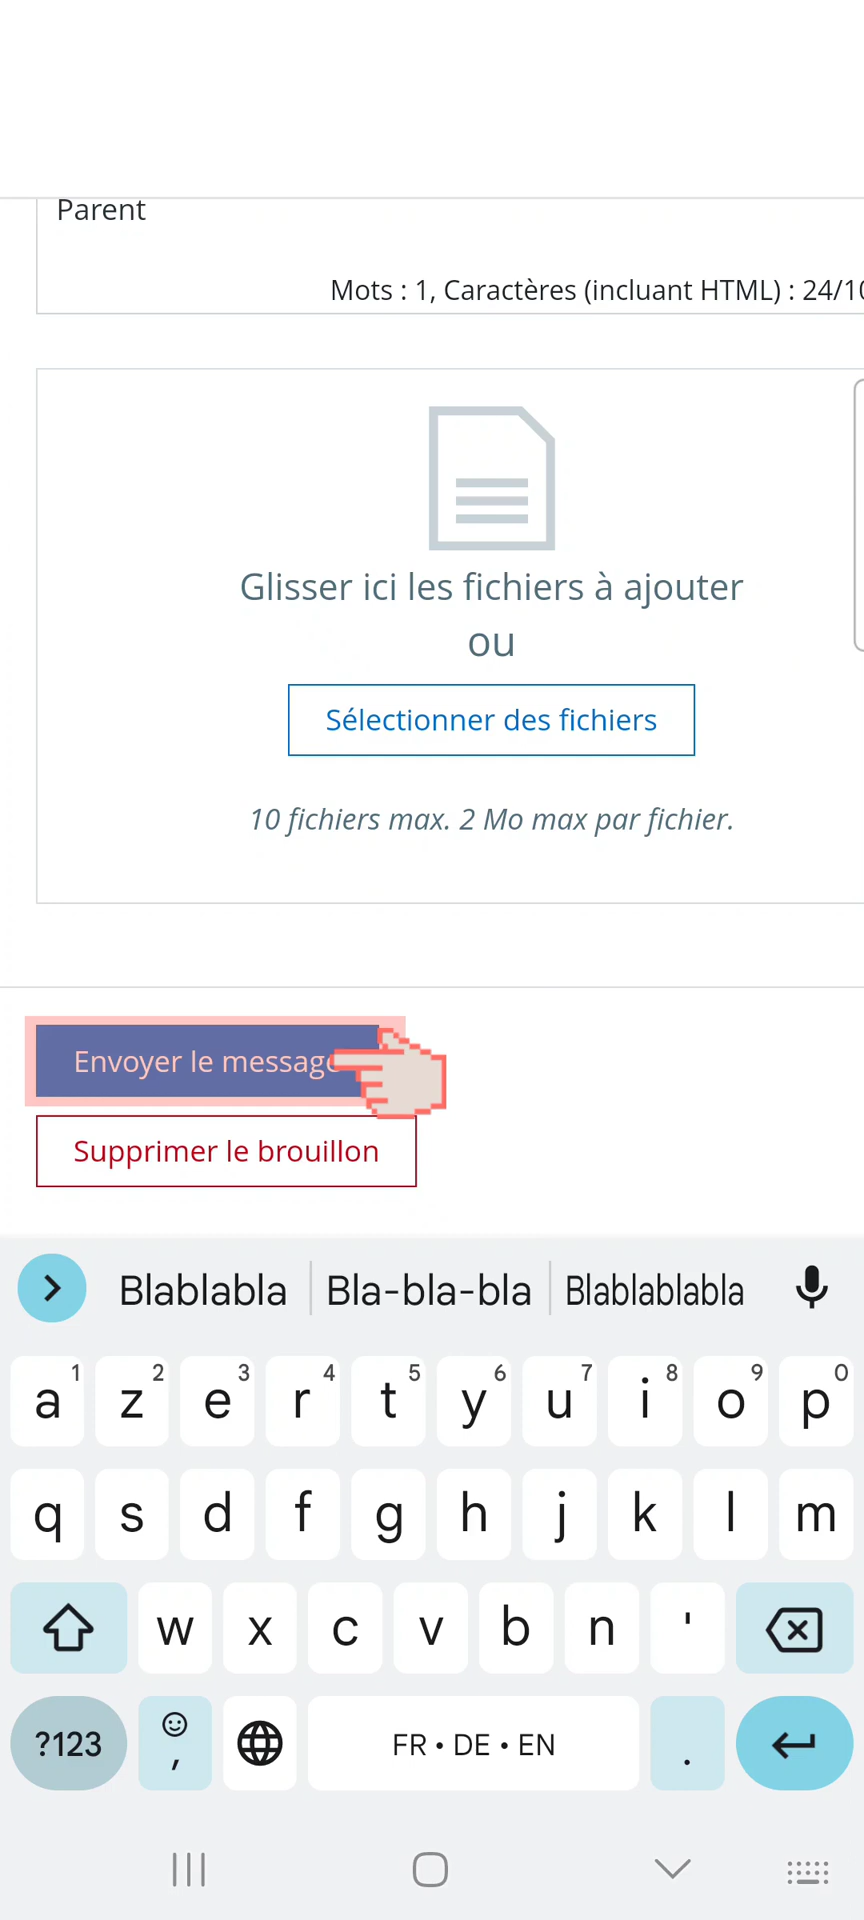 Parent
Mots : 1, Caractères (incluant HTML) : 24/10
Glisser ici les fichiers à ajouter
ou
Sélectionner des fichiers
10 fichiers max. 2 Mo max par fichier.
Envoyer le message
Supprimer le brouillon
Blablabla Bla-bla-bla Blablablabla
1 2 3 4 5 6 7 8 9 0
a z e r t y u i o p
q s d f g h j k l m
w x c v b n '
?123 , FR • DE • EN .